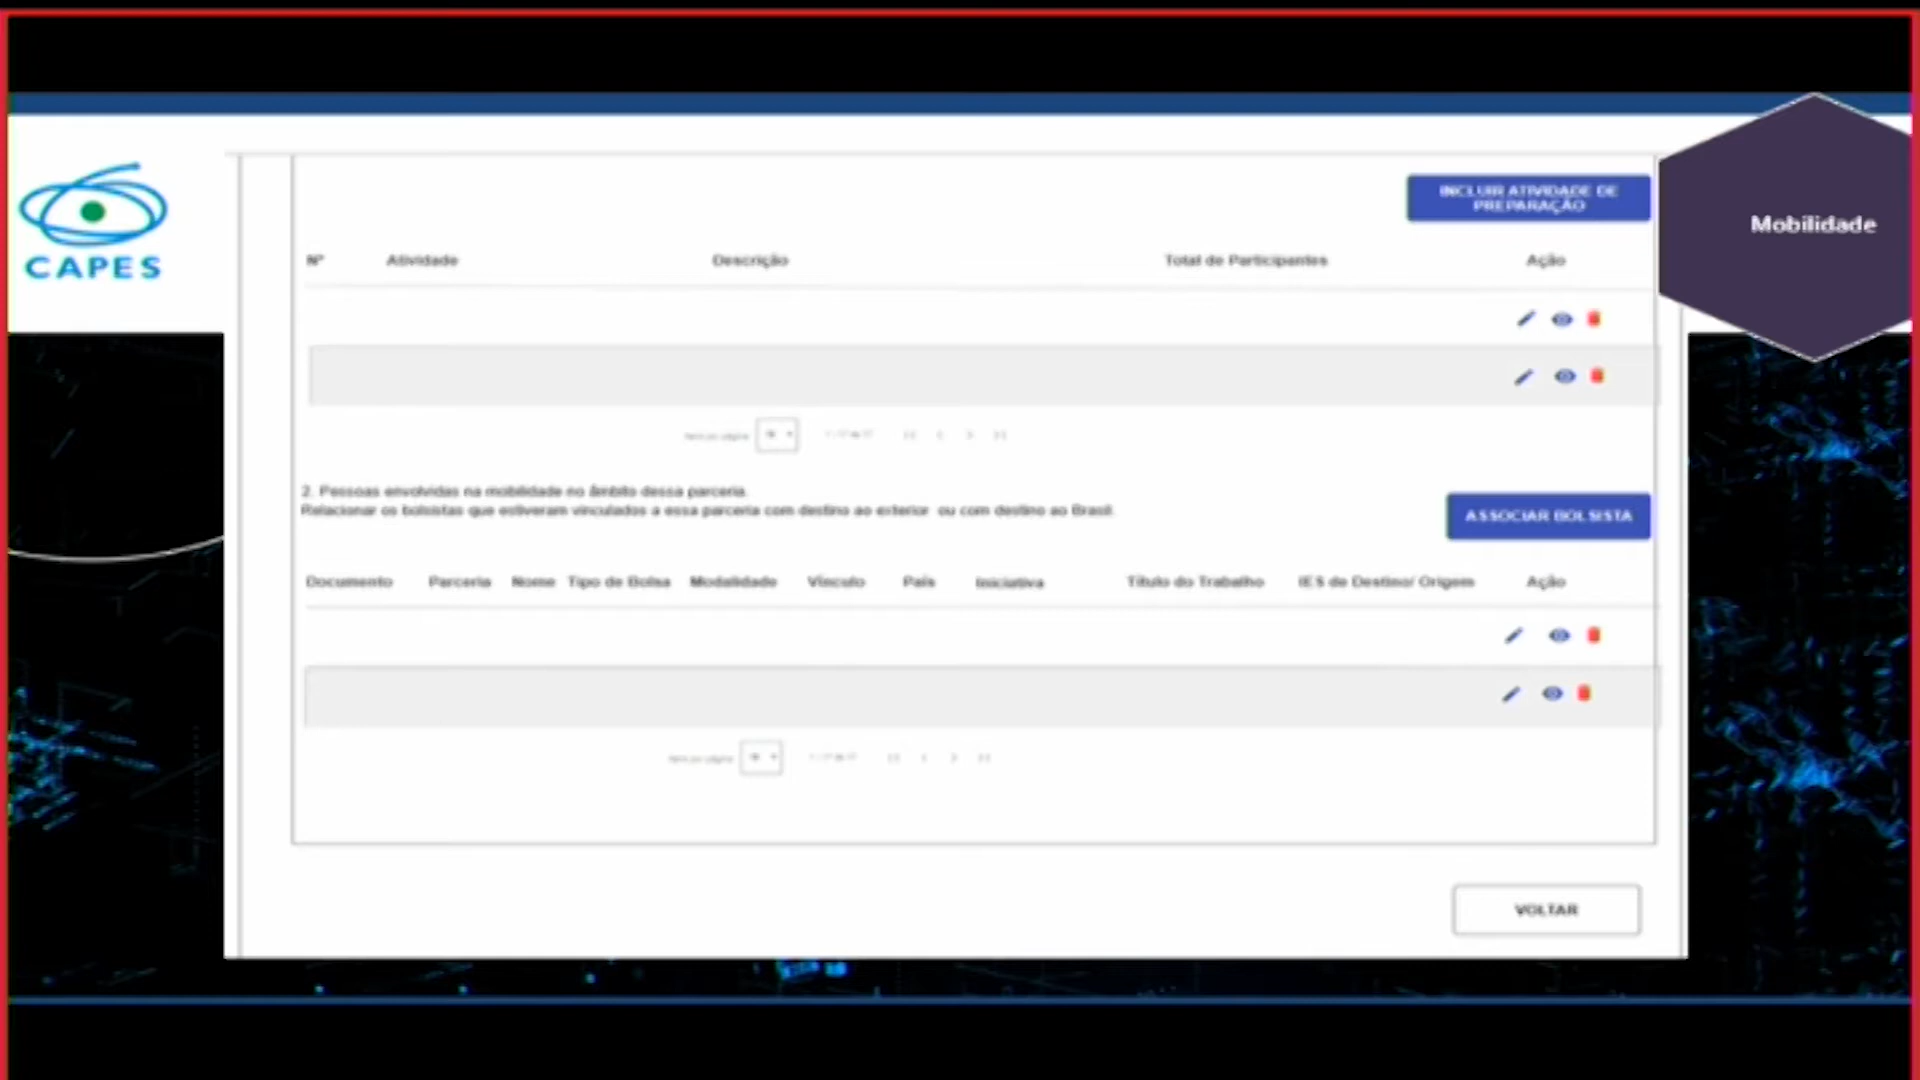 INCLUIR ATIVIDADE DE
PREPARAÇÃO
Mobilidade
CAPES
Nº Atividade Descrição Total de Participantes Ação
2. Pessoas envolvidas na mobilidade no âmbito dessa parceria.
Relacionar os bolsistas que estiveram vinculados a essa parceria com destino ao exterior ou com destino ao Brasil.
ASSOCIAR BOLSISTA
Documento Parceria Nome Tipo de Bolsa Modalidade Vínculo País Iniciativa Título do Trabalho IES de Destino/ Origem Ação
VOLTAR